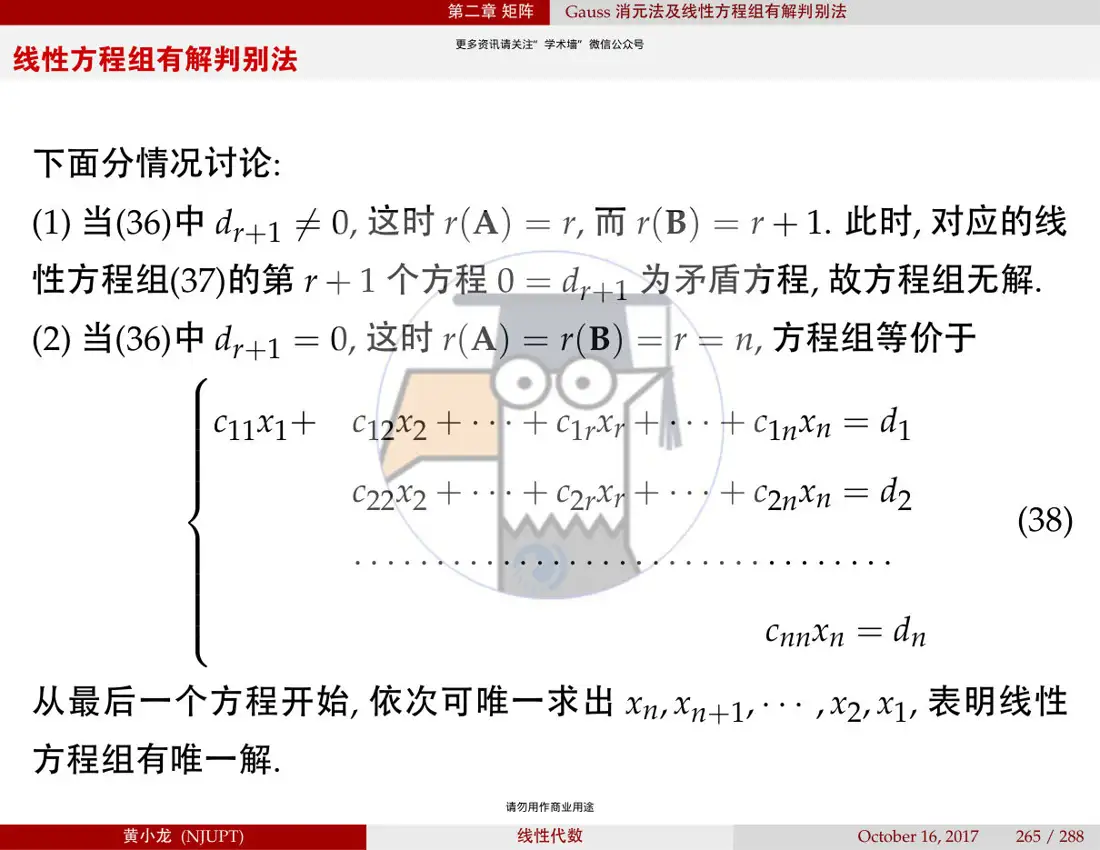 第二章 矩阵 Gauss 消元法及线性方程组有解判别法
更多资讯请关注“学术墙”微信公众号
线性方程组有解判别法
下面分情况讨论:
(1) 当(36)中 d_{r+1} ≠ 0, 这时 r(A) = r, 而 r(B) = r + 1. 此时, 对应的线
性方程组(37)的第 r + 1 个方程 0 = d_{r+1} 为矛盾方程, 故方程组无解.
(2) 当(36)中 d_{r+1} = 0, 这时 r(A) = r(B) = r = n, 方程组等价于
c_{11}x_1 + c_{12}x_2 + ··· + c_{1r}x_r + ··· + c_{1n}x_n = d_1
c_{22}x_2 + ··· + c_{2r}x_r + ··· + c_{2n}x_n = d_2
(38)
·································
c_{nn}x_n = d_n
从最后一个方程开始, 依次可唯一求出 x_n, x_{n+1}, ··· , x_2, x_1, 表明线性
方程组有唯一解.
请勿用作商业用途
黄小龙 (NJUPT) 线性代数 October 16, 2017 265 / 288